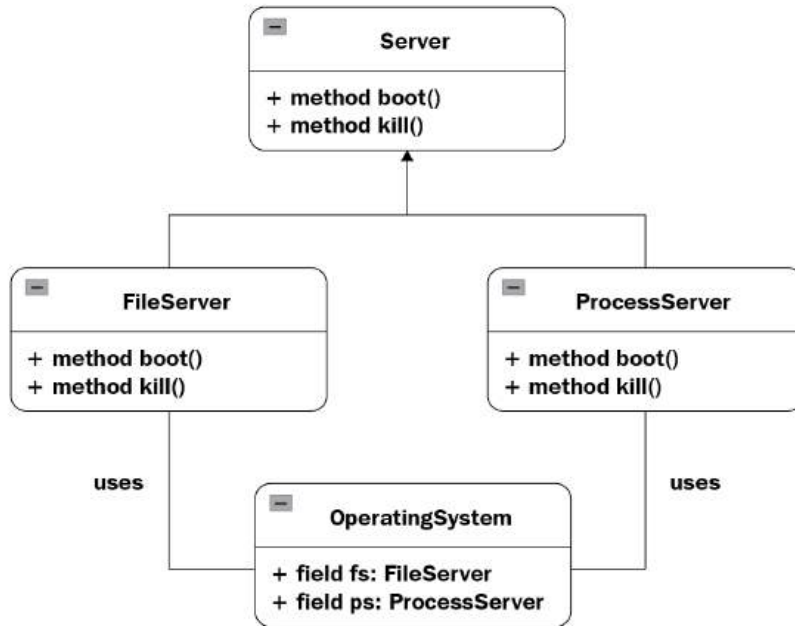 Server
+ method boot()
+ method kill()
FileServer
+ method boot()
+ method kill()
ProcessServer
+ method boot()
+ method kill()
uses
uses
OperatingSystem
+ field fs: FileServer
+ field ps: ProcessServer